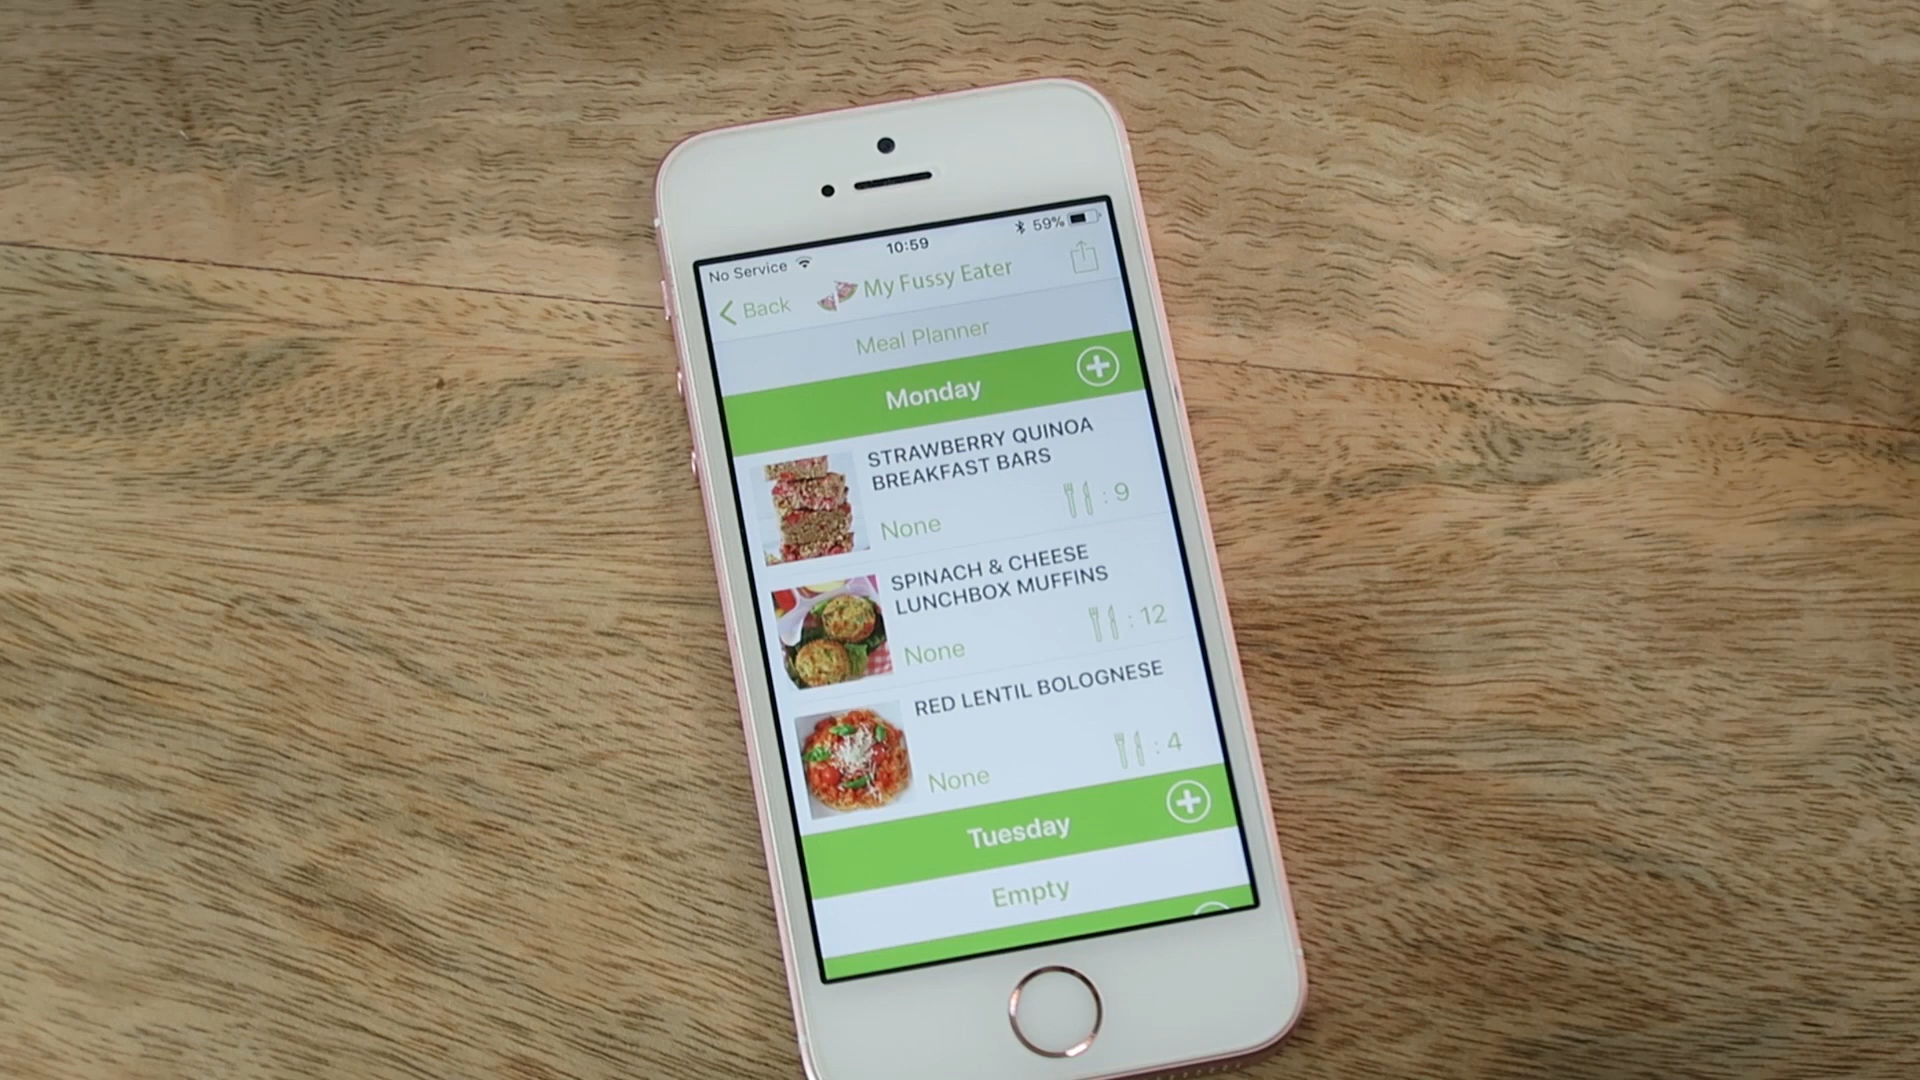 No Service 10:59 59%
Back My Fussy Eater
Meal Planner
Monday
STRAWBERRY QUINOA
BREAKFAST BARS
None : 9
SPINACH & CHEESE
LUNCHBOX MUFFINS
None : 12
RED LENTIL BOLOGNESE
None : 4
Tuesday
Empty